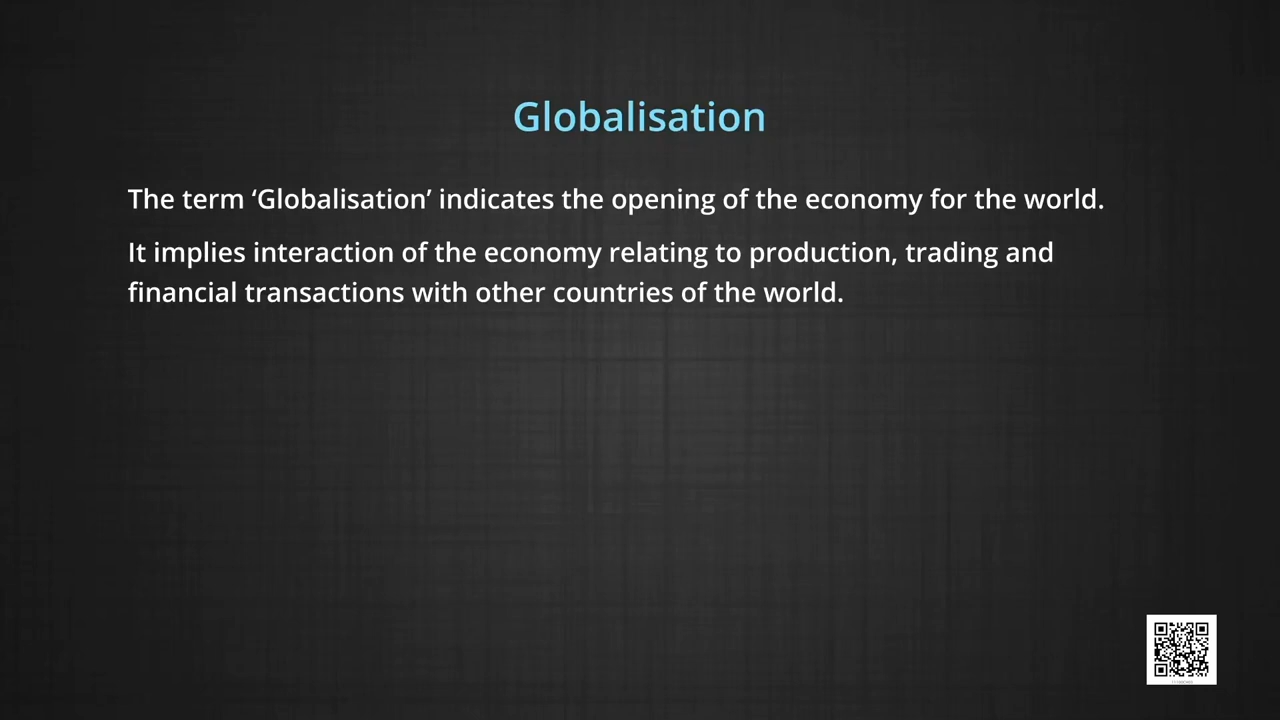 Globalisation
The term ‘Globalisation’ indicates the opening of the economy for the world.
It implies interaction of the economy relating to production, trading and
financial transactions with other countries of the world.